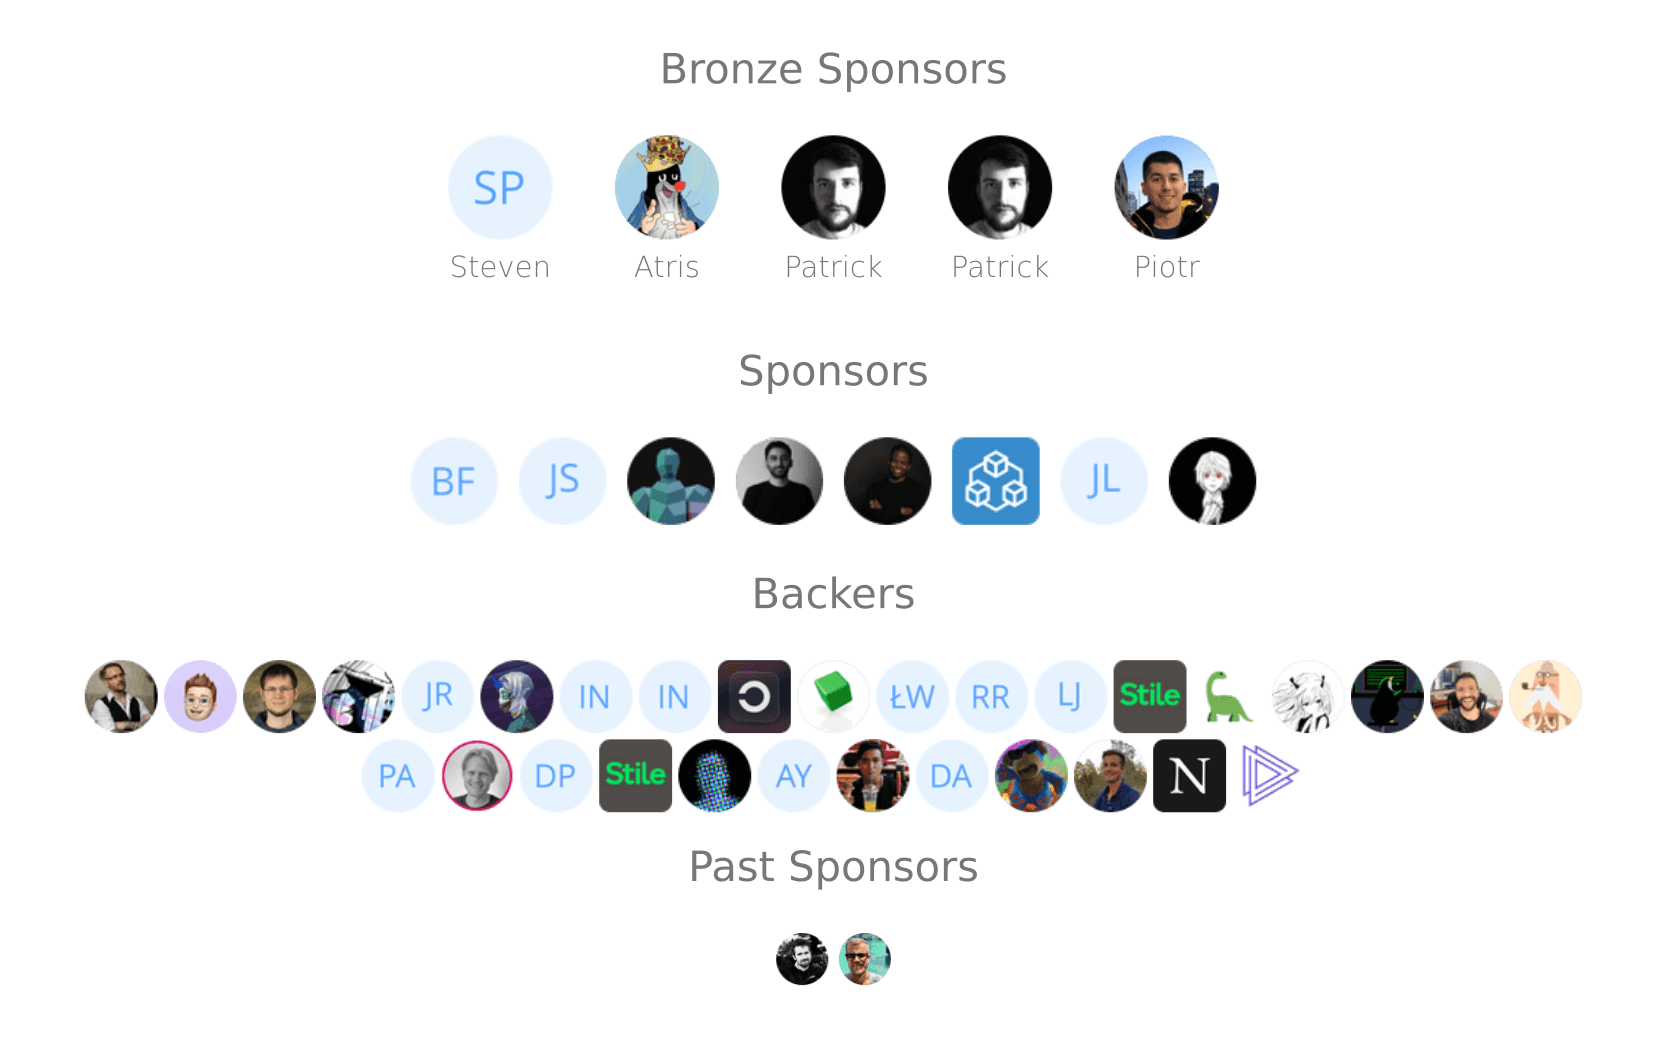 Bronze Sponsors
SP
Steven Atris Patrick Patrick Piotr
Sponsors
BF JS JL
Backers
JR IN IN ŁW RR LJ Stile
PA DP Stile AY DA N
Past Sponsors